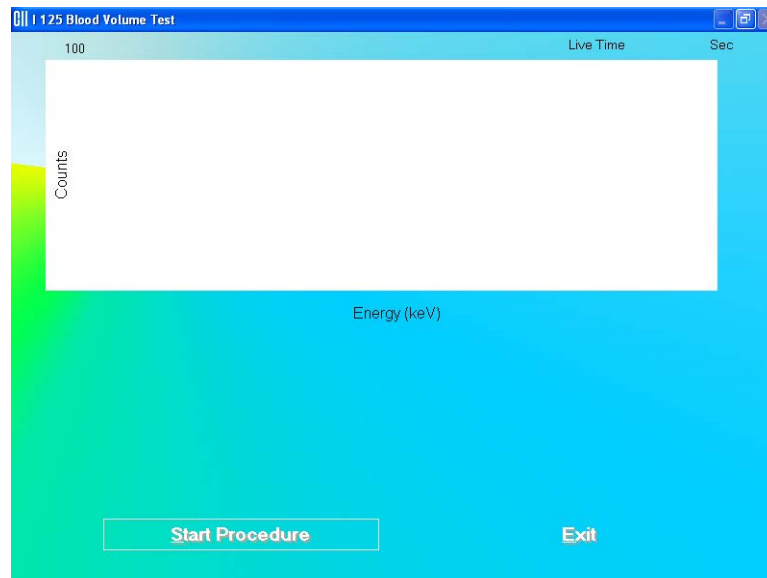 I 125 Blood Volume Test
100 Live Time Sec
Counts
Energy (keV)
Start Procedure Exit